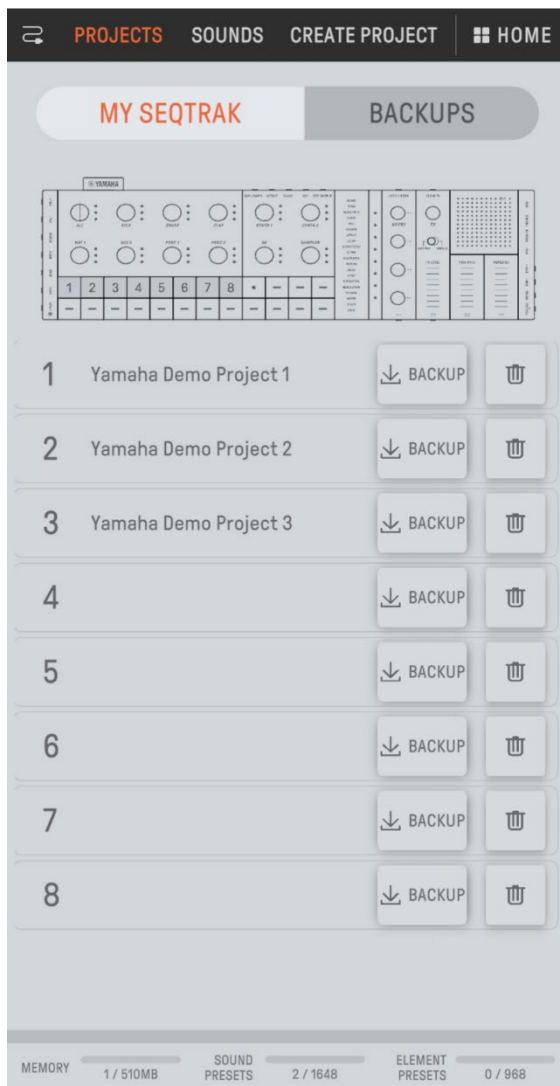 PROJECTS SOUNDS CREATE PROJECT HOME
MY SEQTRAK BACKUPS
YAMAHA
1 2 3 4 5 6 7 8
1 Yamaha Demo Project 1 BACKUP
2 Yamaha Demo Project 2 BACKUP
3 Yamaha Demo Project 3 BACKUP
4 BACKUP
5 BACKUP
6 BACKUP
7 BACKUP
8 BACKUP
MEMORY 1 / 510MB SOUND PRESETS 2 / 1648 ELEMENT PRESETS 0 / 968